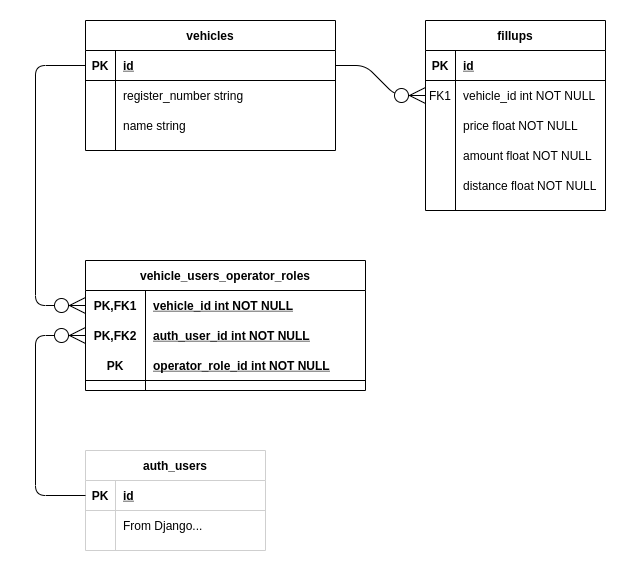 vehicles
PK id
register_number string
name string
fillups
PK id
FK1 vehicle_id int NOT NULL
price float NOT NULL
amount float NOT NULL
distance float NOT NULL
vehicle_users_operator_roles
PK,FK1 vehicle_id int NOT NULL
PK,FK2 auth_user_id int NOT NULL
PK operator_role_id int NOT NULL
auth_users
PK id
From Django...